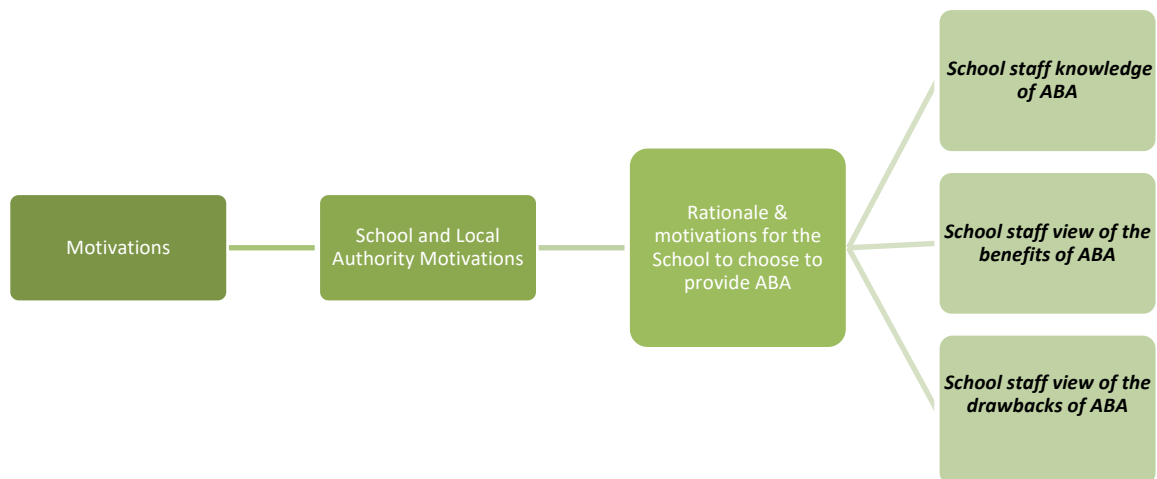 Motivations
School and Local
Authority Motivations
Rationale &
motivations for the
School to choose to
provide ABA
School staff knowledge
of ABA
School staff view of the
benefits of ABA
School staff view of the
drawbacks of ABA